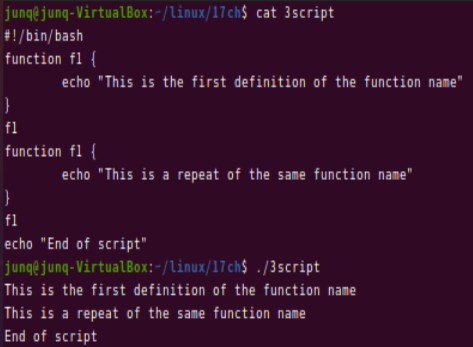 junq@junq-VirtualBox:~/linux/17ch$ cat 3script
#!/bin/bash
function f1 {
        echo "This is the first definition of the function name"
}
f1
function f1 {
        echo "This is a repeat of the same function name"
}
f1
echo "End of script"
junq@junq-VirtualBox:~/linux/17ch$ ./3script
This is the first definition of the function name
This is a repeat of the same function name
End of script